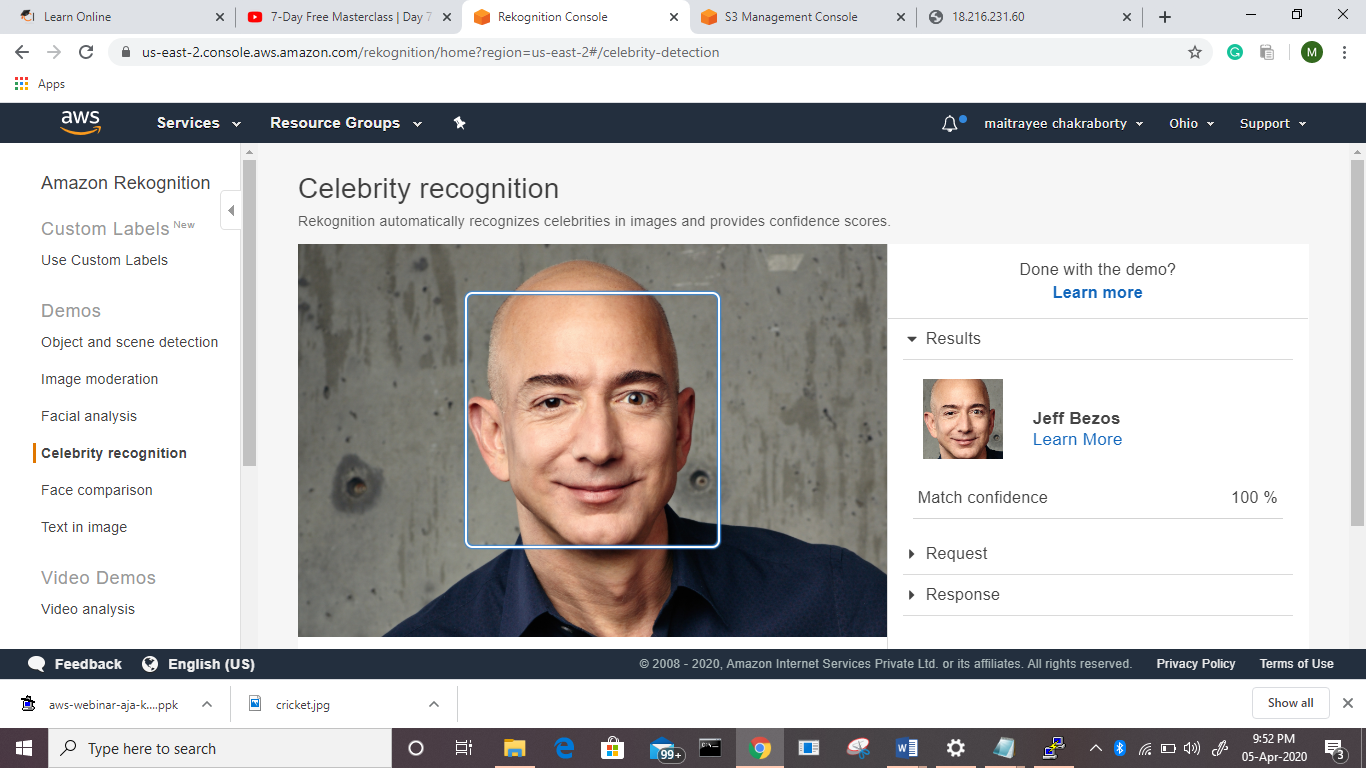 Learn Online
7-Day Free Masterclass | Day 7
Rekognition Console
S3 Management Console
18.216.231.60
us-east-2.console.aws.amazon.com/rekognition/home?region=us-east-2#/celebrity-detection
M
Apps
aws
Services
Resource Groups
maitrayee chakraborty
Ohio
Support
Amazon Rekognition
Custom Labels New
Use Custom Labels
Demos
Object and scene detection
Image moderation
Facial analysis
Celebrity recognition
Face comparison
Text in image
Video Demos
Video analysis
Celebrity recognition
Rekognition automatically recognizes celebrities in images and provides confidence scores.
Done with the demo?
Learn more
Results
Jeff Bezos
Learn More
Match confidence 100 %
Request
Response
Feedback
English (US)
© 2008 - 2020, Amazon Internet Services Private Ltd. or its affiliates. All rights reserved.
Privacy Policy
Terms of Use
aws-webinar-aja-k....ppk
cricket.jpg
Show all
Type here to search
99+
9:52 PM
05-Apr-2020
3